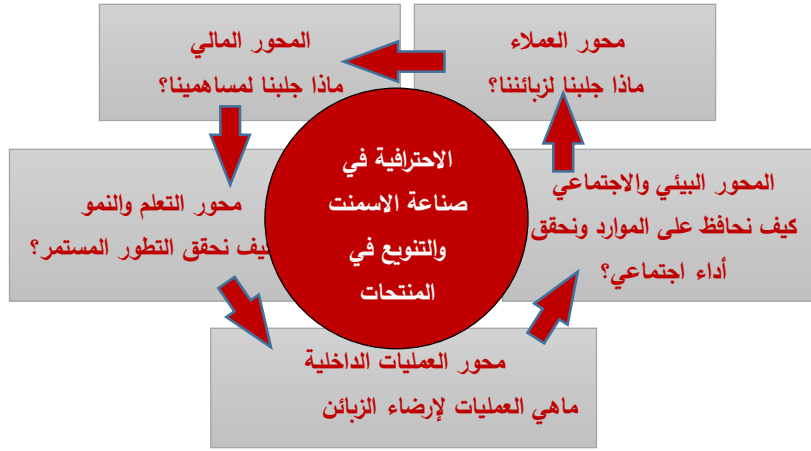 محور العملاء
ماذا جلبنا لزبائننا؟
المحور المالي
ماذا جلبنا لمساهمينا؟
الاحترافية في
صناعة الاسمنت
والتنويع في
المنتحات
المحور البيئي والاجتماعي
كيف نحافظ على الموارد ونحقق
أداء اجتماعي؟
محور التعلم والنمو
كيف نحقق التطور المستمر؟
محور العمليات الداخلية
ماهي العمليات لإرضاء الزبائن